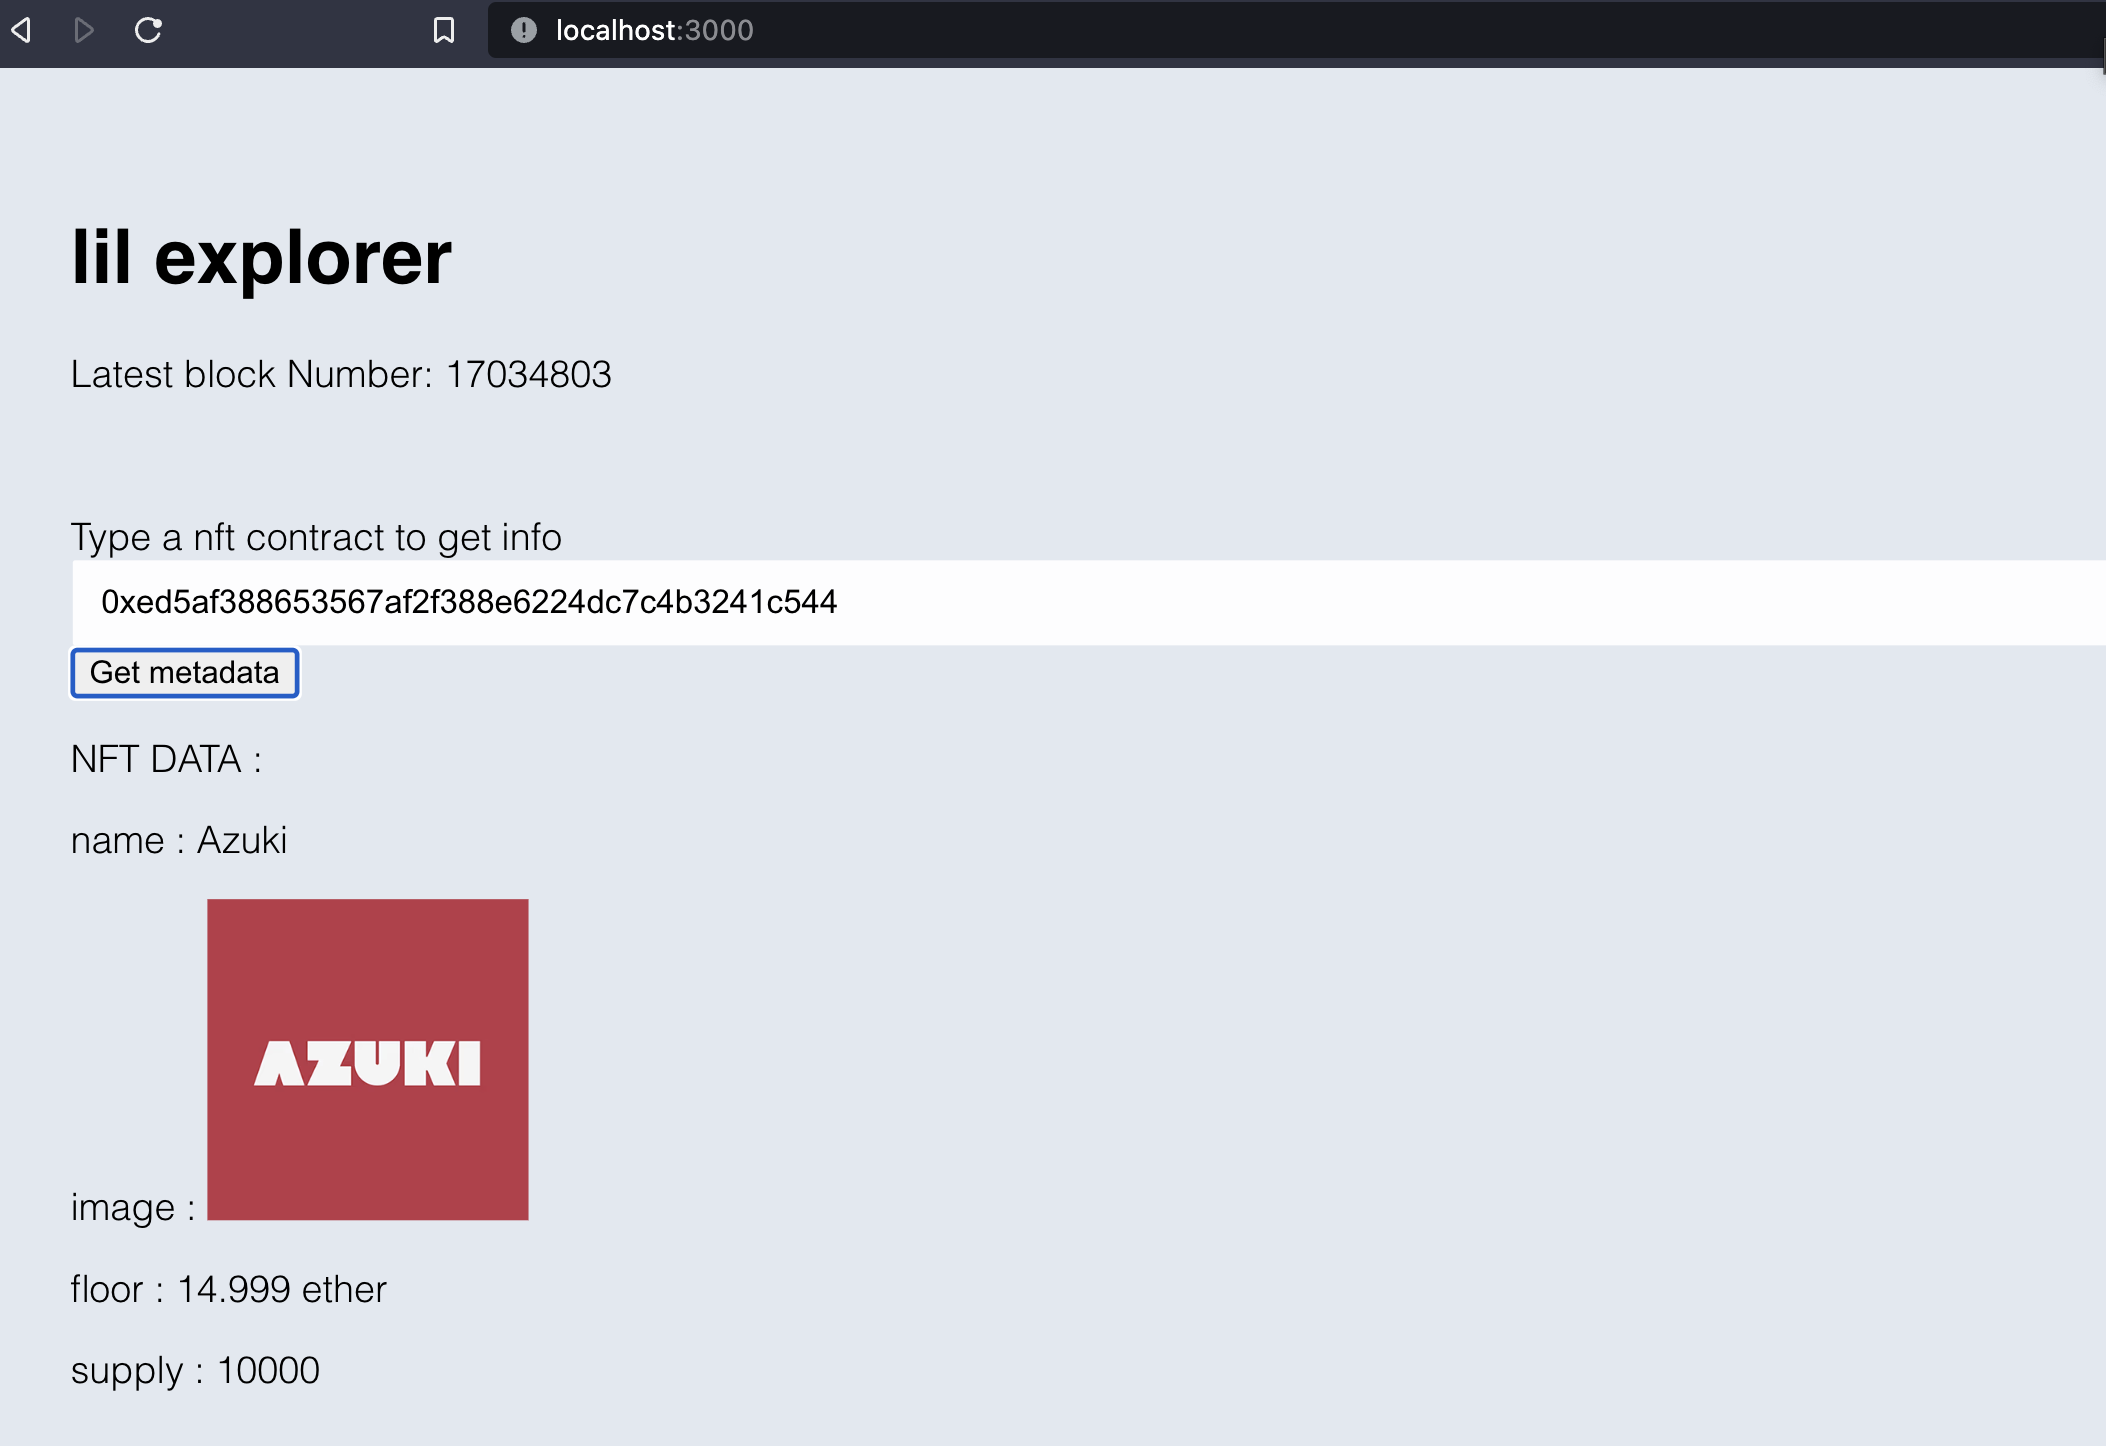 localhost:3000
lil explorer
Latest block Number: 17034803
Type a nft contract to get info
0xed5af388653567af2f388e6224dc7c4b3241c544
Get metadata
NFT DATA :
name : Azuki
AZUKI
image :
floor : 14.999 ether
supply : 10000